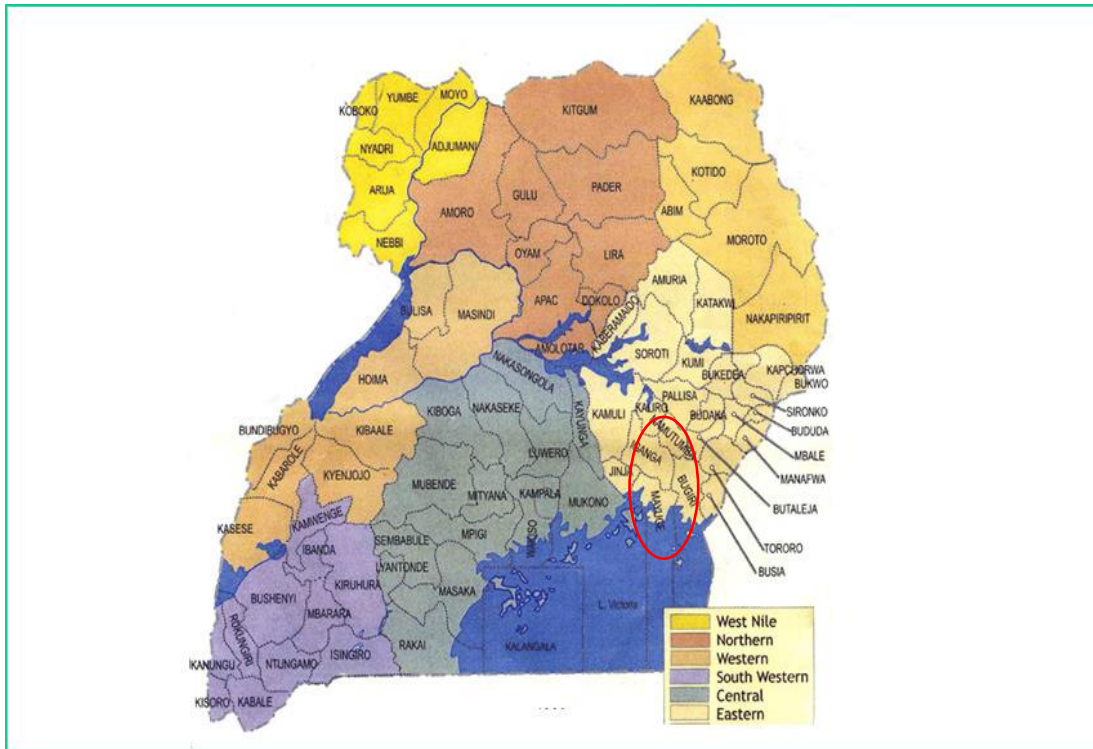 KAABONG
KITGUM
MOYO
YUMBE
KOBOKO
ADJUMANI
NYADRI
KOTIDO
PADER
GULU
ARUA
ABIM
AMORO
MOROTO
NEBBI
OYAM
LIRA
AMURIA
KATAKWI
APAC
DOKOLO
KABERAMAIDO
BULISA
MASINDI
NAKAPIRIPIRIT
AMOLOTAR
SOROTI
KUMI
NAKASONGOLA
BUKEDEA
KAPCHORWA
HOIMA
BUKWO
PALLISA
KALIRO
SIRONKO
KIBOGA
NAKASEKE
KAYUNGA
KAMULI
BUDAKA
BUNDIBUGYO
KIBAALE
BUDUDA
KABAROLE
LUWERO
IGANGA
MBALE
KYENJOJO
JINJA
MANAFWA
MUBENDE
MITYANA
KAMPALA
MUKONO
BUGIRI
MAYUGE
BUTALEJA
KASESE
KAMWENGE
MPIGI
SEMBABULE
TORORO
IBANDA
LYANTONDE
BUSIA
KIRUHURA
MASAKA
BUSHENYI
MBARARA
L. Victoria
RUKUNGIRI
ISINGIRO
RAKAI
KALANGALA
KANUNGU
NTUNGAMO
KISORO
KABALE
West Nile
Northern
Western
South Western
Central
Eastern